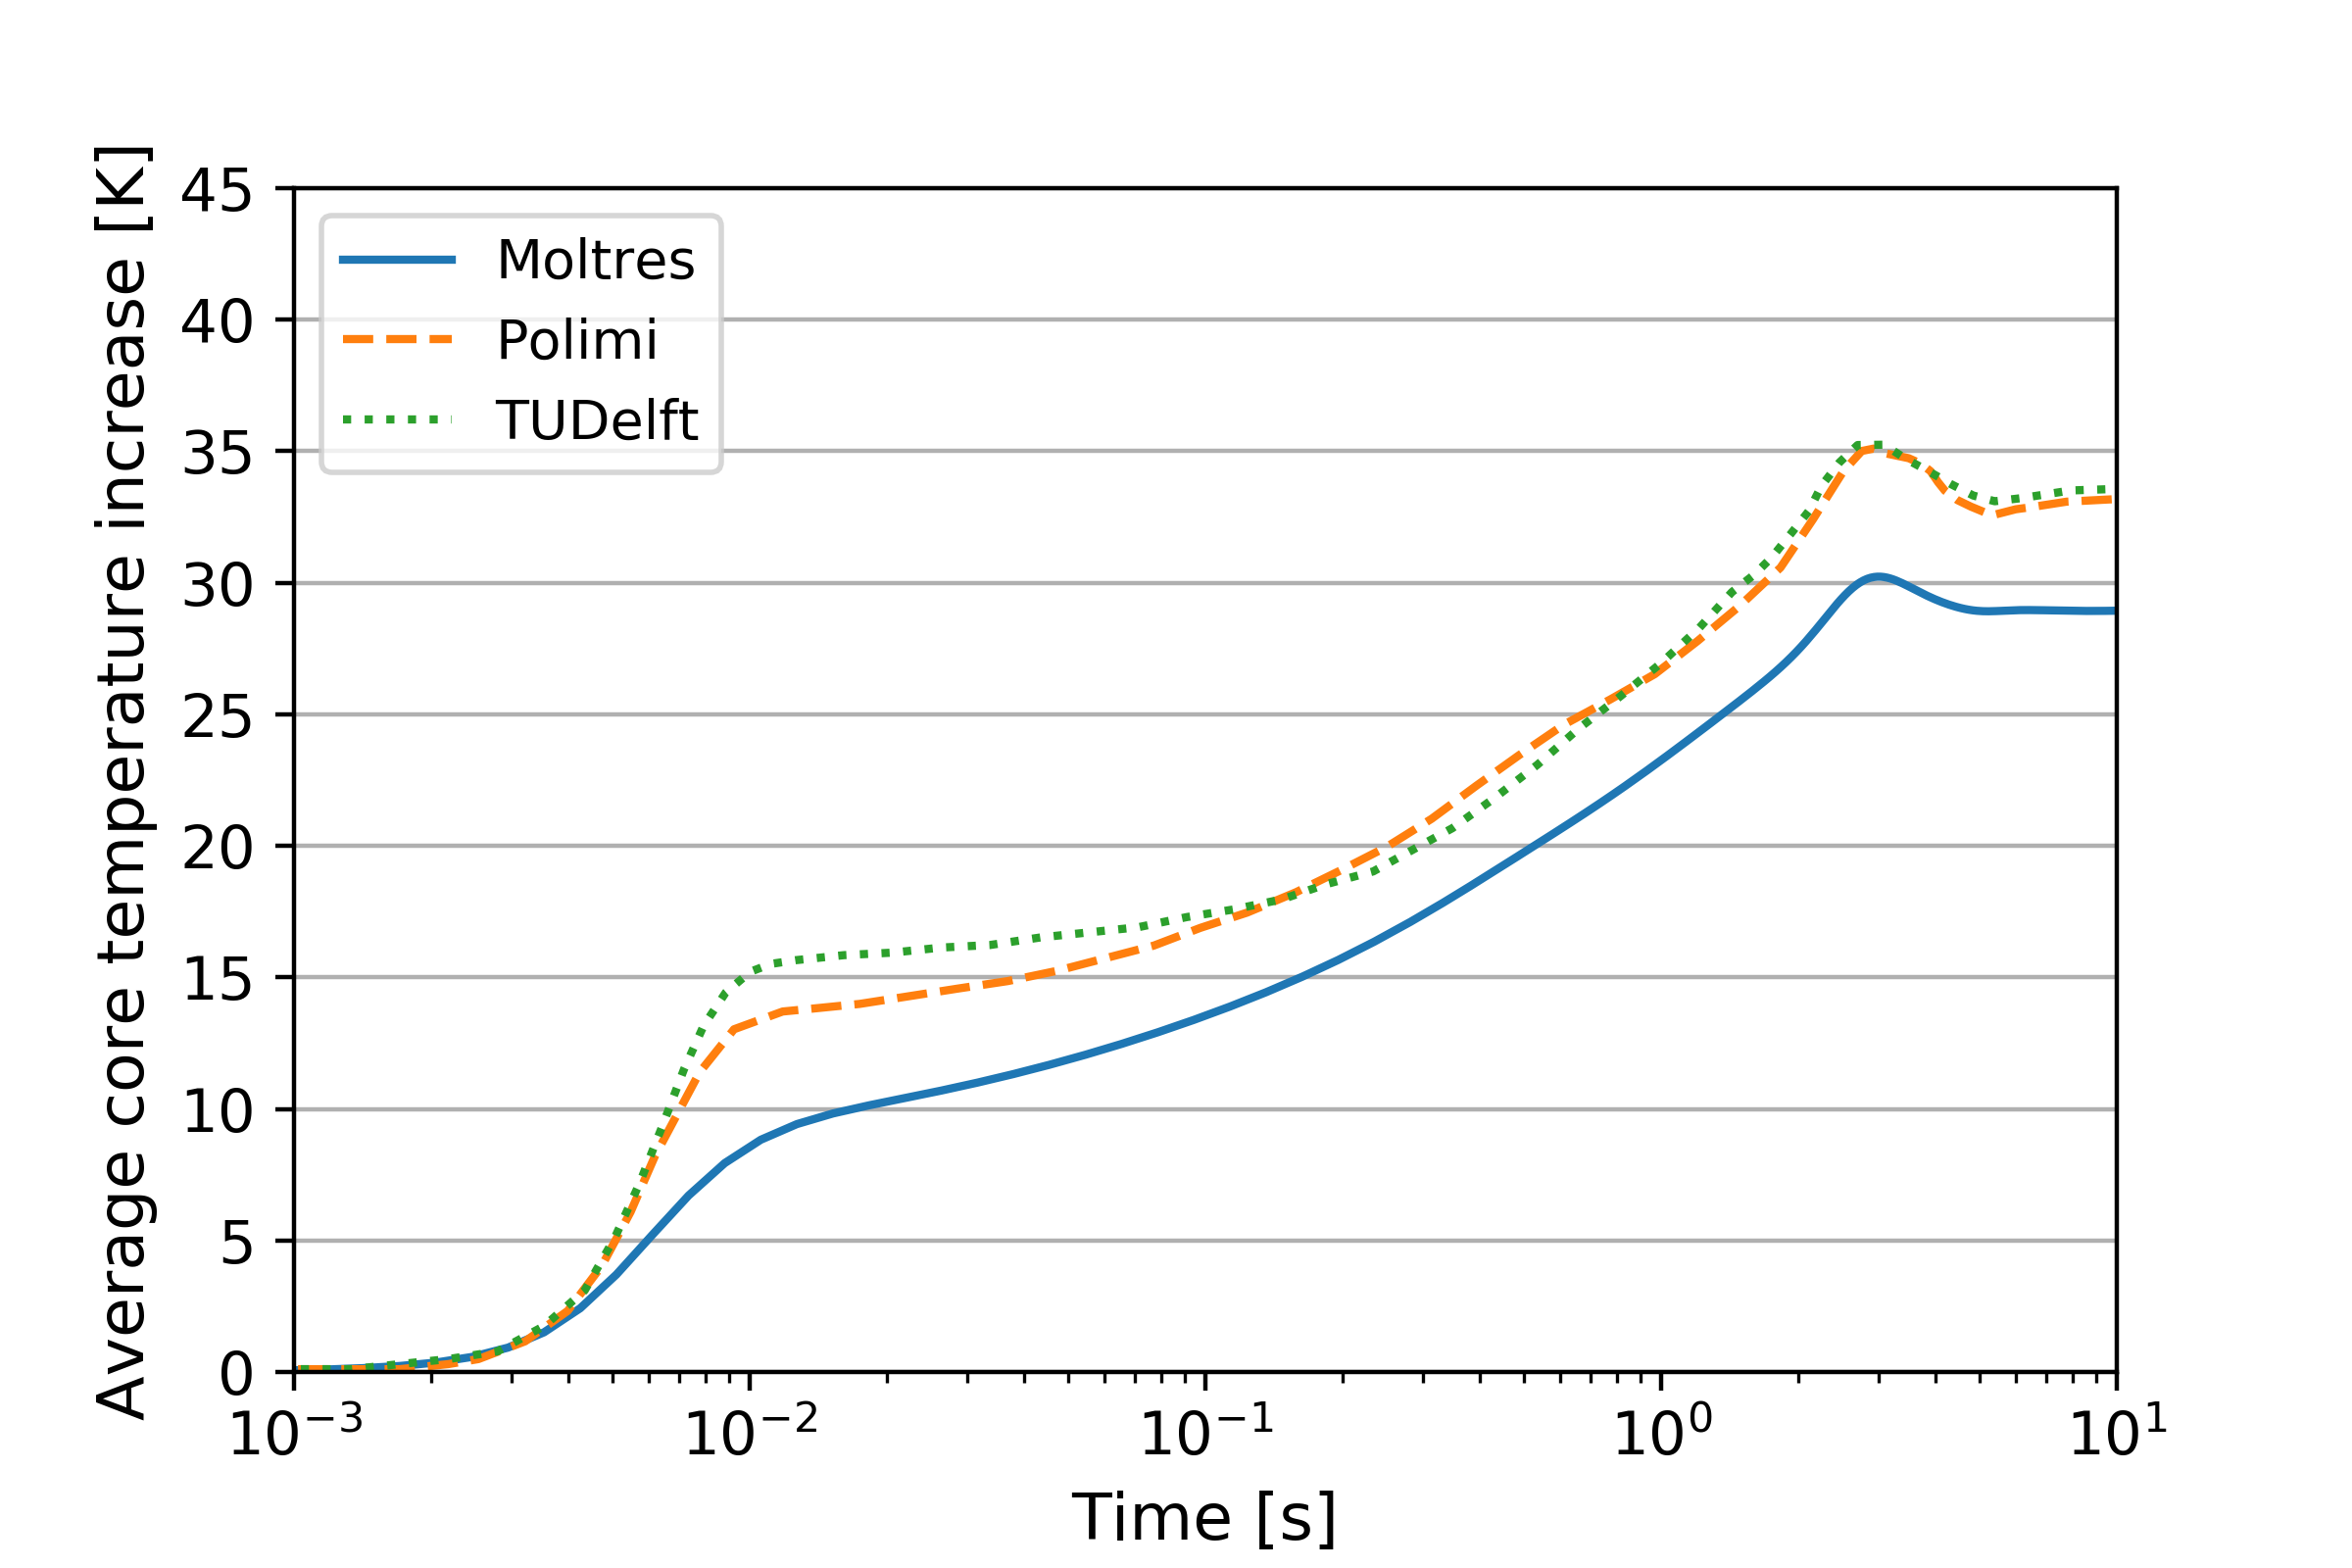 Average core temperature increase [K]
45
40
35
30
25
20
15
10
5
0
Moltres
Polimi
TUDelft
10⁻³ 10⁻² 10⁻¹ 10⁰ 10¹
Time [s]